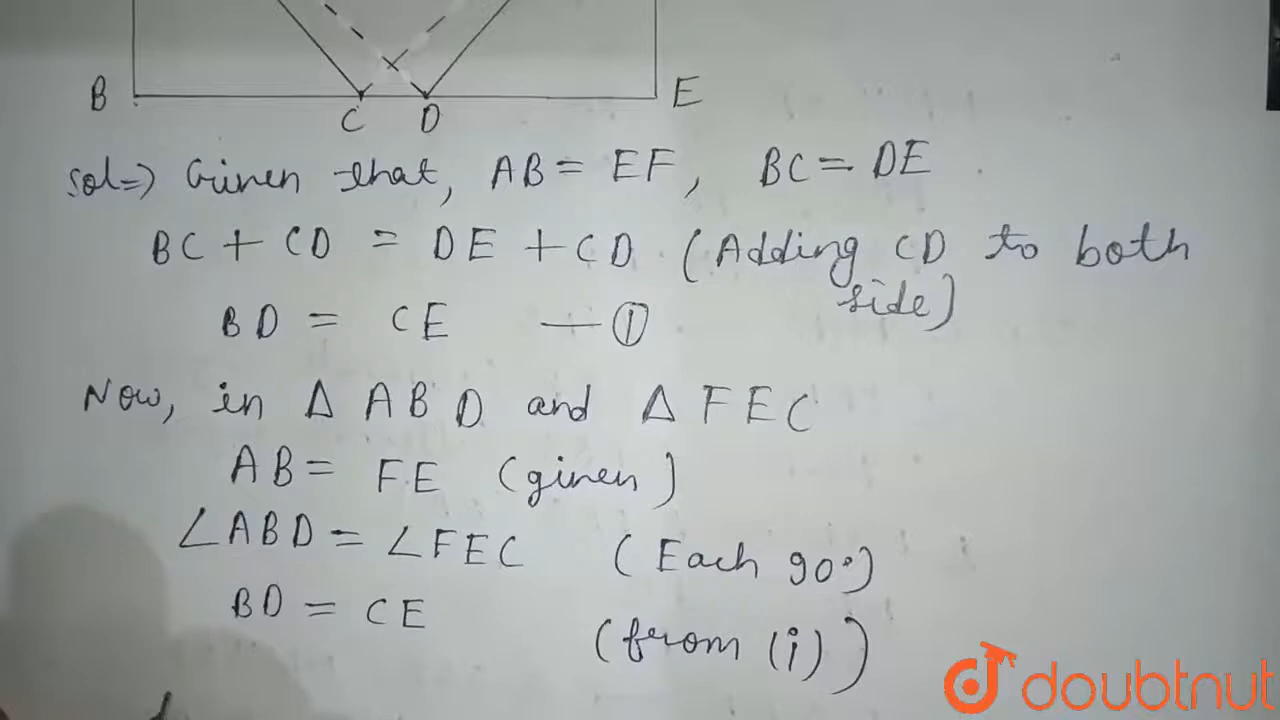 B
E
C D
Sol⇒ Given that, AB = EF, BC = DE
BC + CD = DE + CD (Adding CD to both
side)
BD = CE — ①
Now, in Δ ABD and Δ FEC
AB = FE (given)
∠ABD = ∠FEC (Each 90°)
BD = CE (from (i))
doubtnut